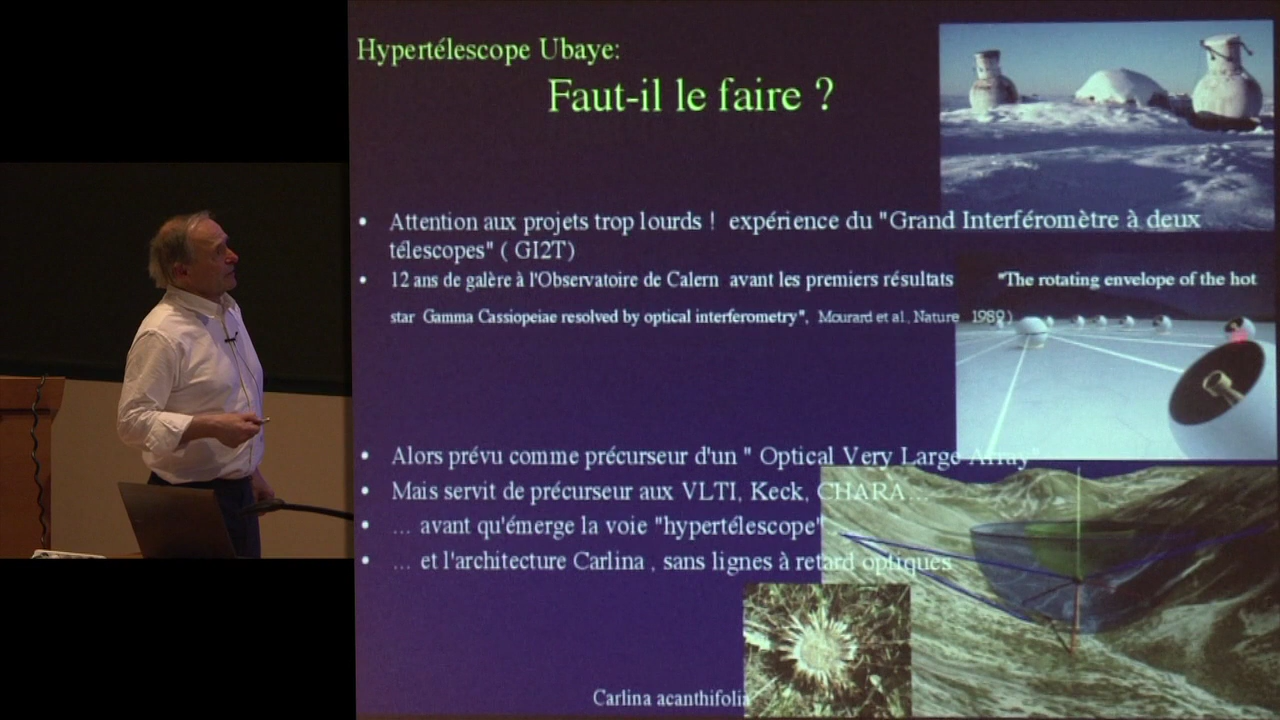 Hypertélescope Ubaye:
Faut-il le faire ?
• Attention aux projets trop lourds ! expérience du "Grand Interféromètre à deux
télescopes" ( GI2T)
• 12 ans de galère à l'Observatoire de Calern avant les premiers résultats "The rotating envelope of the hot
star Gamma Cassiopeiae resolved by optical interferometry", Mourard et al., Nature 1989)
• Alors prévu comme précurseur d'un " Optical Very Large Array"
• Mais servit de précurseur aux VLTI, Keck, CHARA...
• ... avant qu'émerge la voie "hypertélescope"
• ... et l'architecture Carlina , sans lignes à retard optiques
Carlina acanthifolia